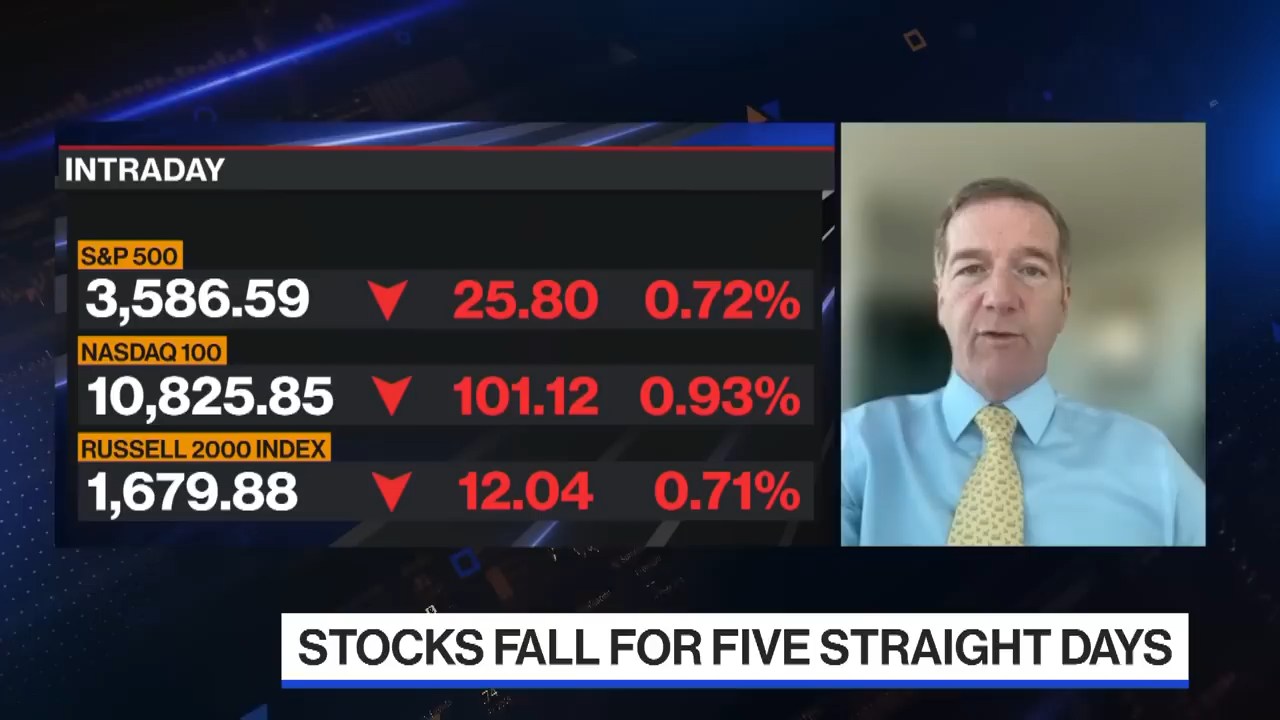 INTRADAY
S&P 500
3,586.59 25.80 0.72%
NASDAQ 100
10,825.85 101.12 0.93%
RUSSELL 2000 INDEX
1,679.88 12.04 0.71%
STOCKS FALL FOR FIVE STRAIGHT DAYS
74